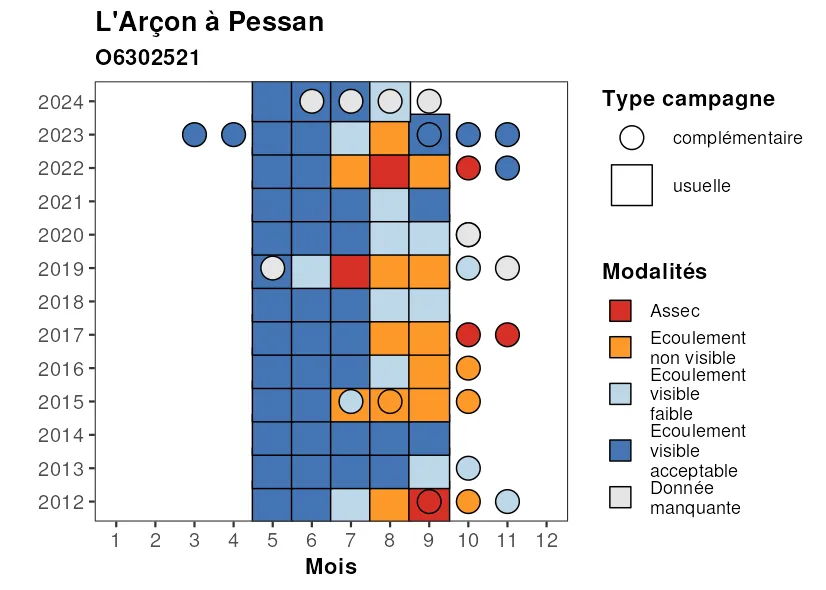 L'Arçon à Pessan
O6302521
2024
2023
2022
2021
2020
2019
2018
2017
2016
2015
2014
2013
2012
1 2 3 4 5 6 7 8 9 10 11 12
Mois
Type campagne
complémentaire
usuelle
Modalités
Assec
Ecoulement
non visible
Ecoulement
visible
faible
Ecoulement
visible
acceptable
Donnée
manquante